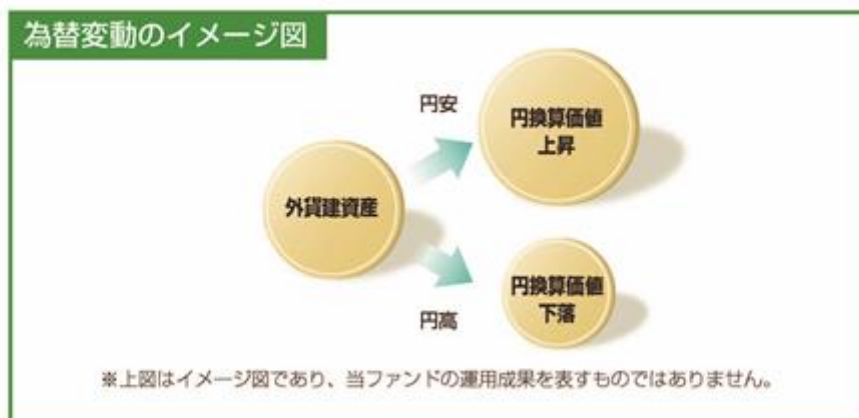 為替変動のイメージ図
円安
円換算価値
上昇
外貨建資産
円換算価値
下落
円高
※上図はイメージ図であり、当ファンドの運用成果を表すものではありません。